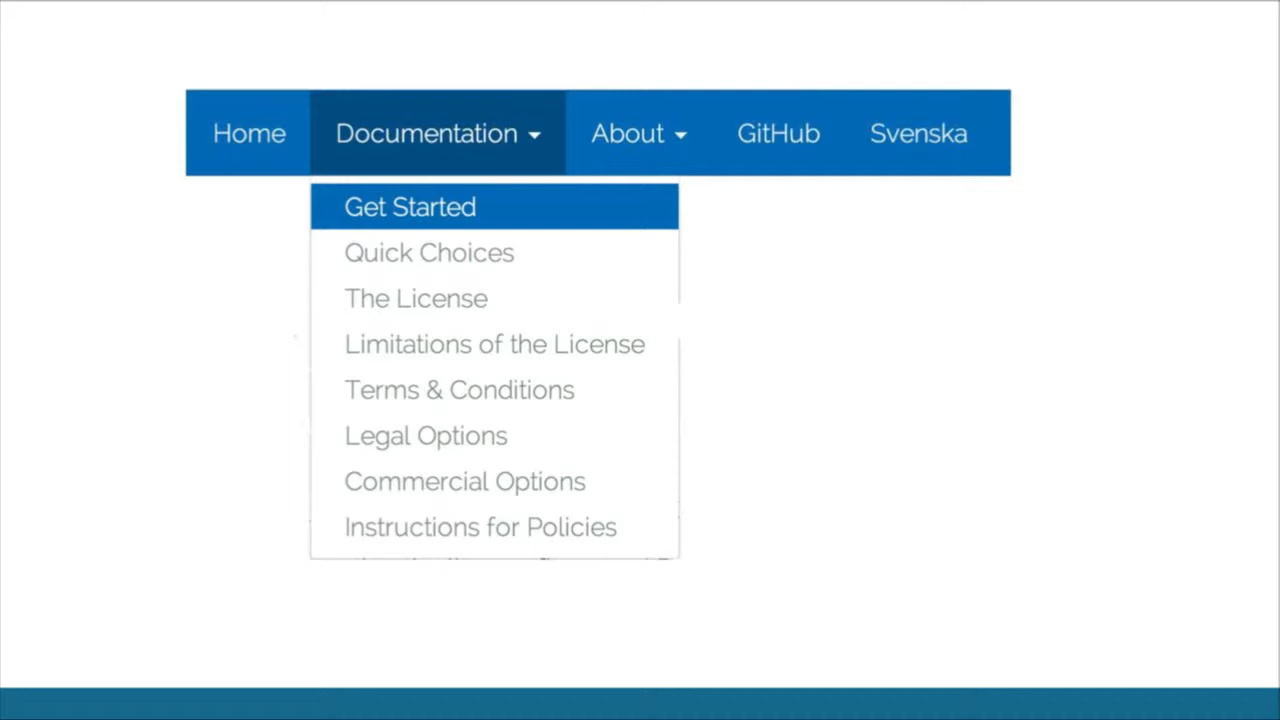 Home Documentation About GitHub Svenska
Get Started
Quick Choices
The License
Limitations of the License
Terms & Conditions
Legal Options
Commercial Options
Instructions for Policies